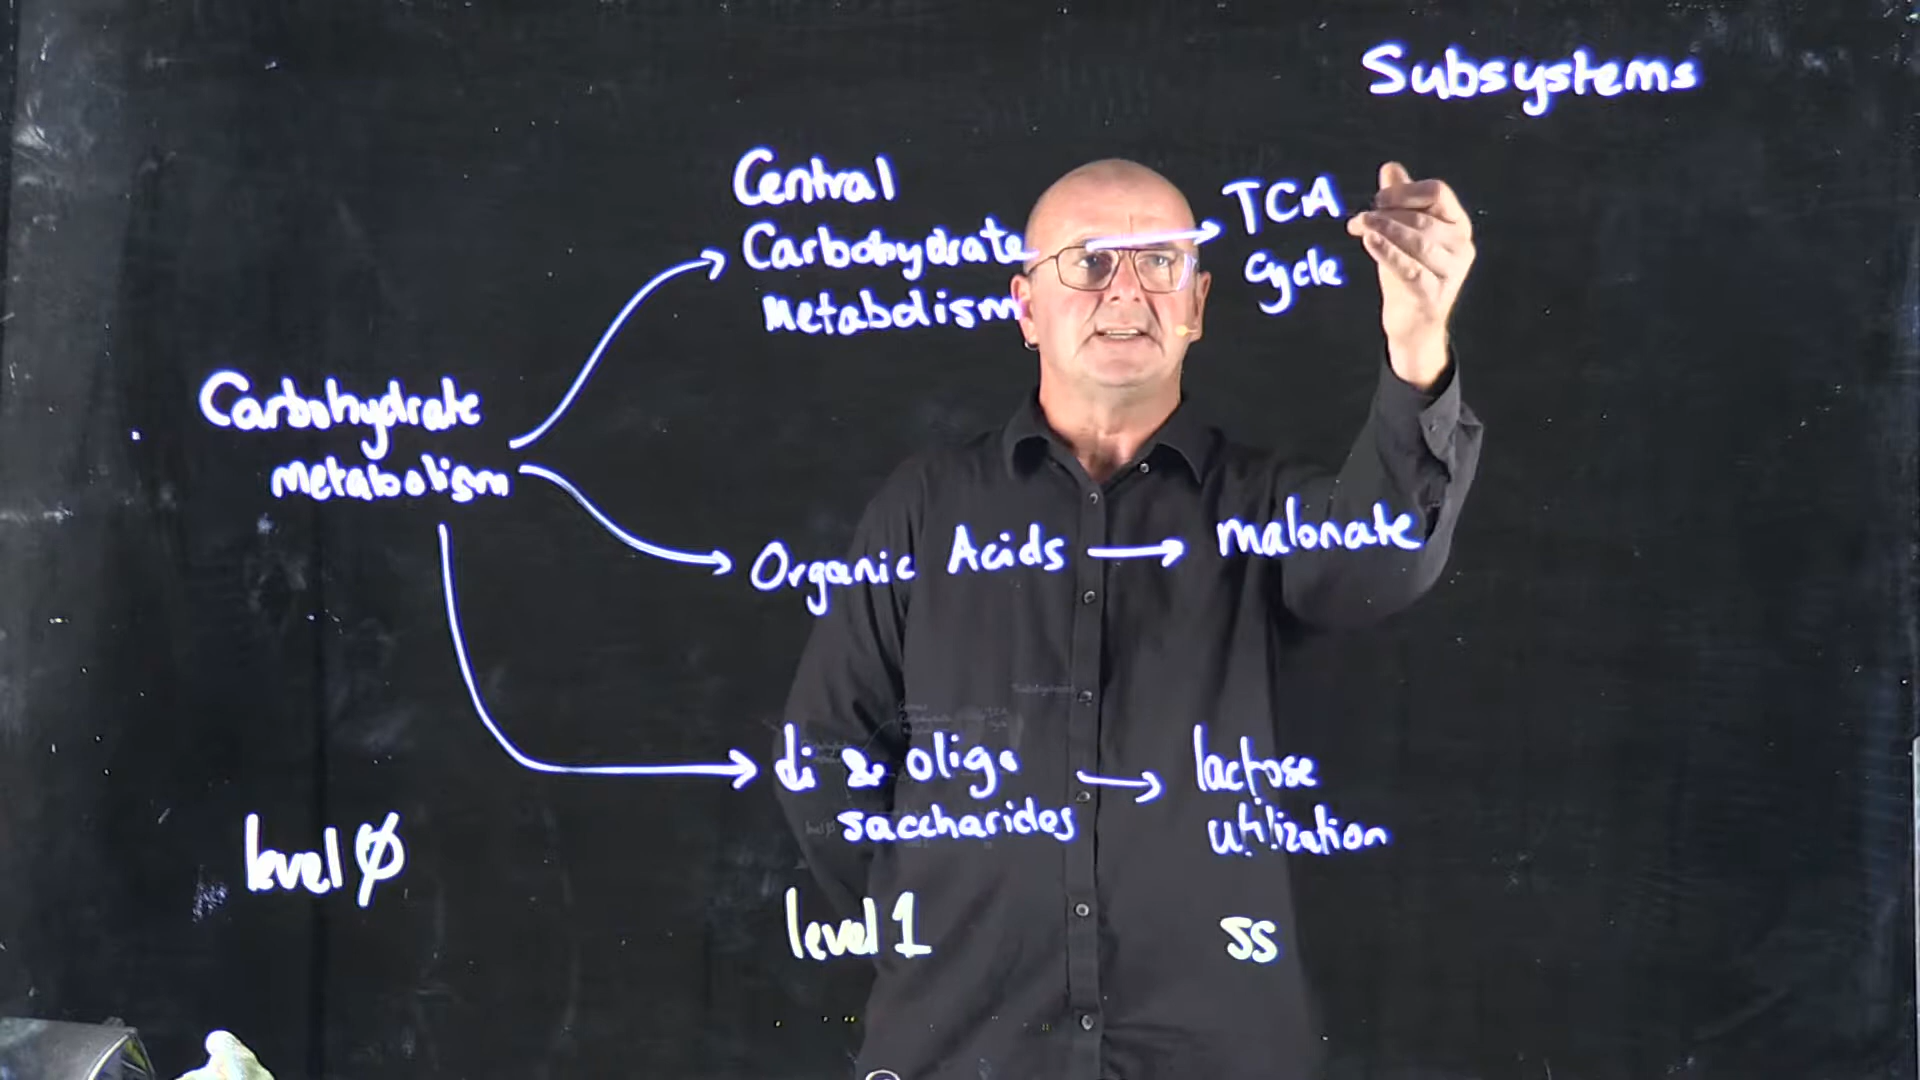 Subsystems
Central
Carbohydrate
Metabolism
TCA
Cycle
Carbohydrate
metabolism
Organic Acids
malonate
di & oligo
saccharides
lactose
utilization
level 0
level 1
SS